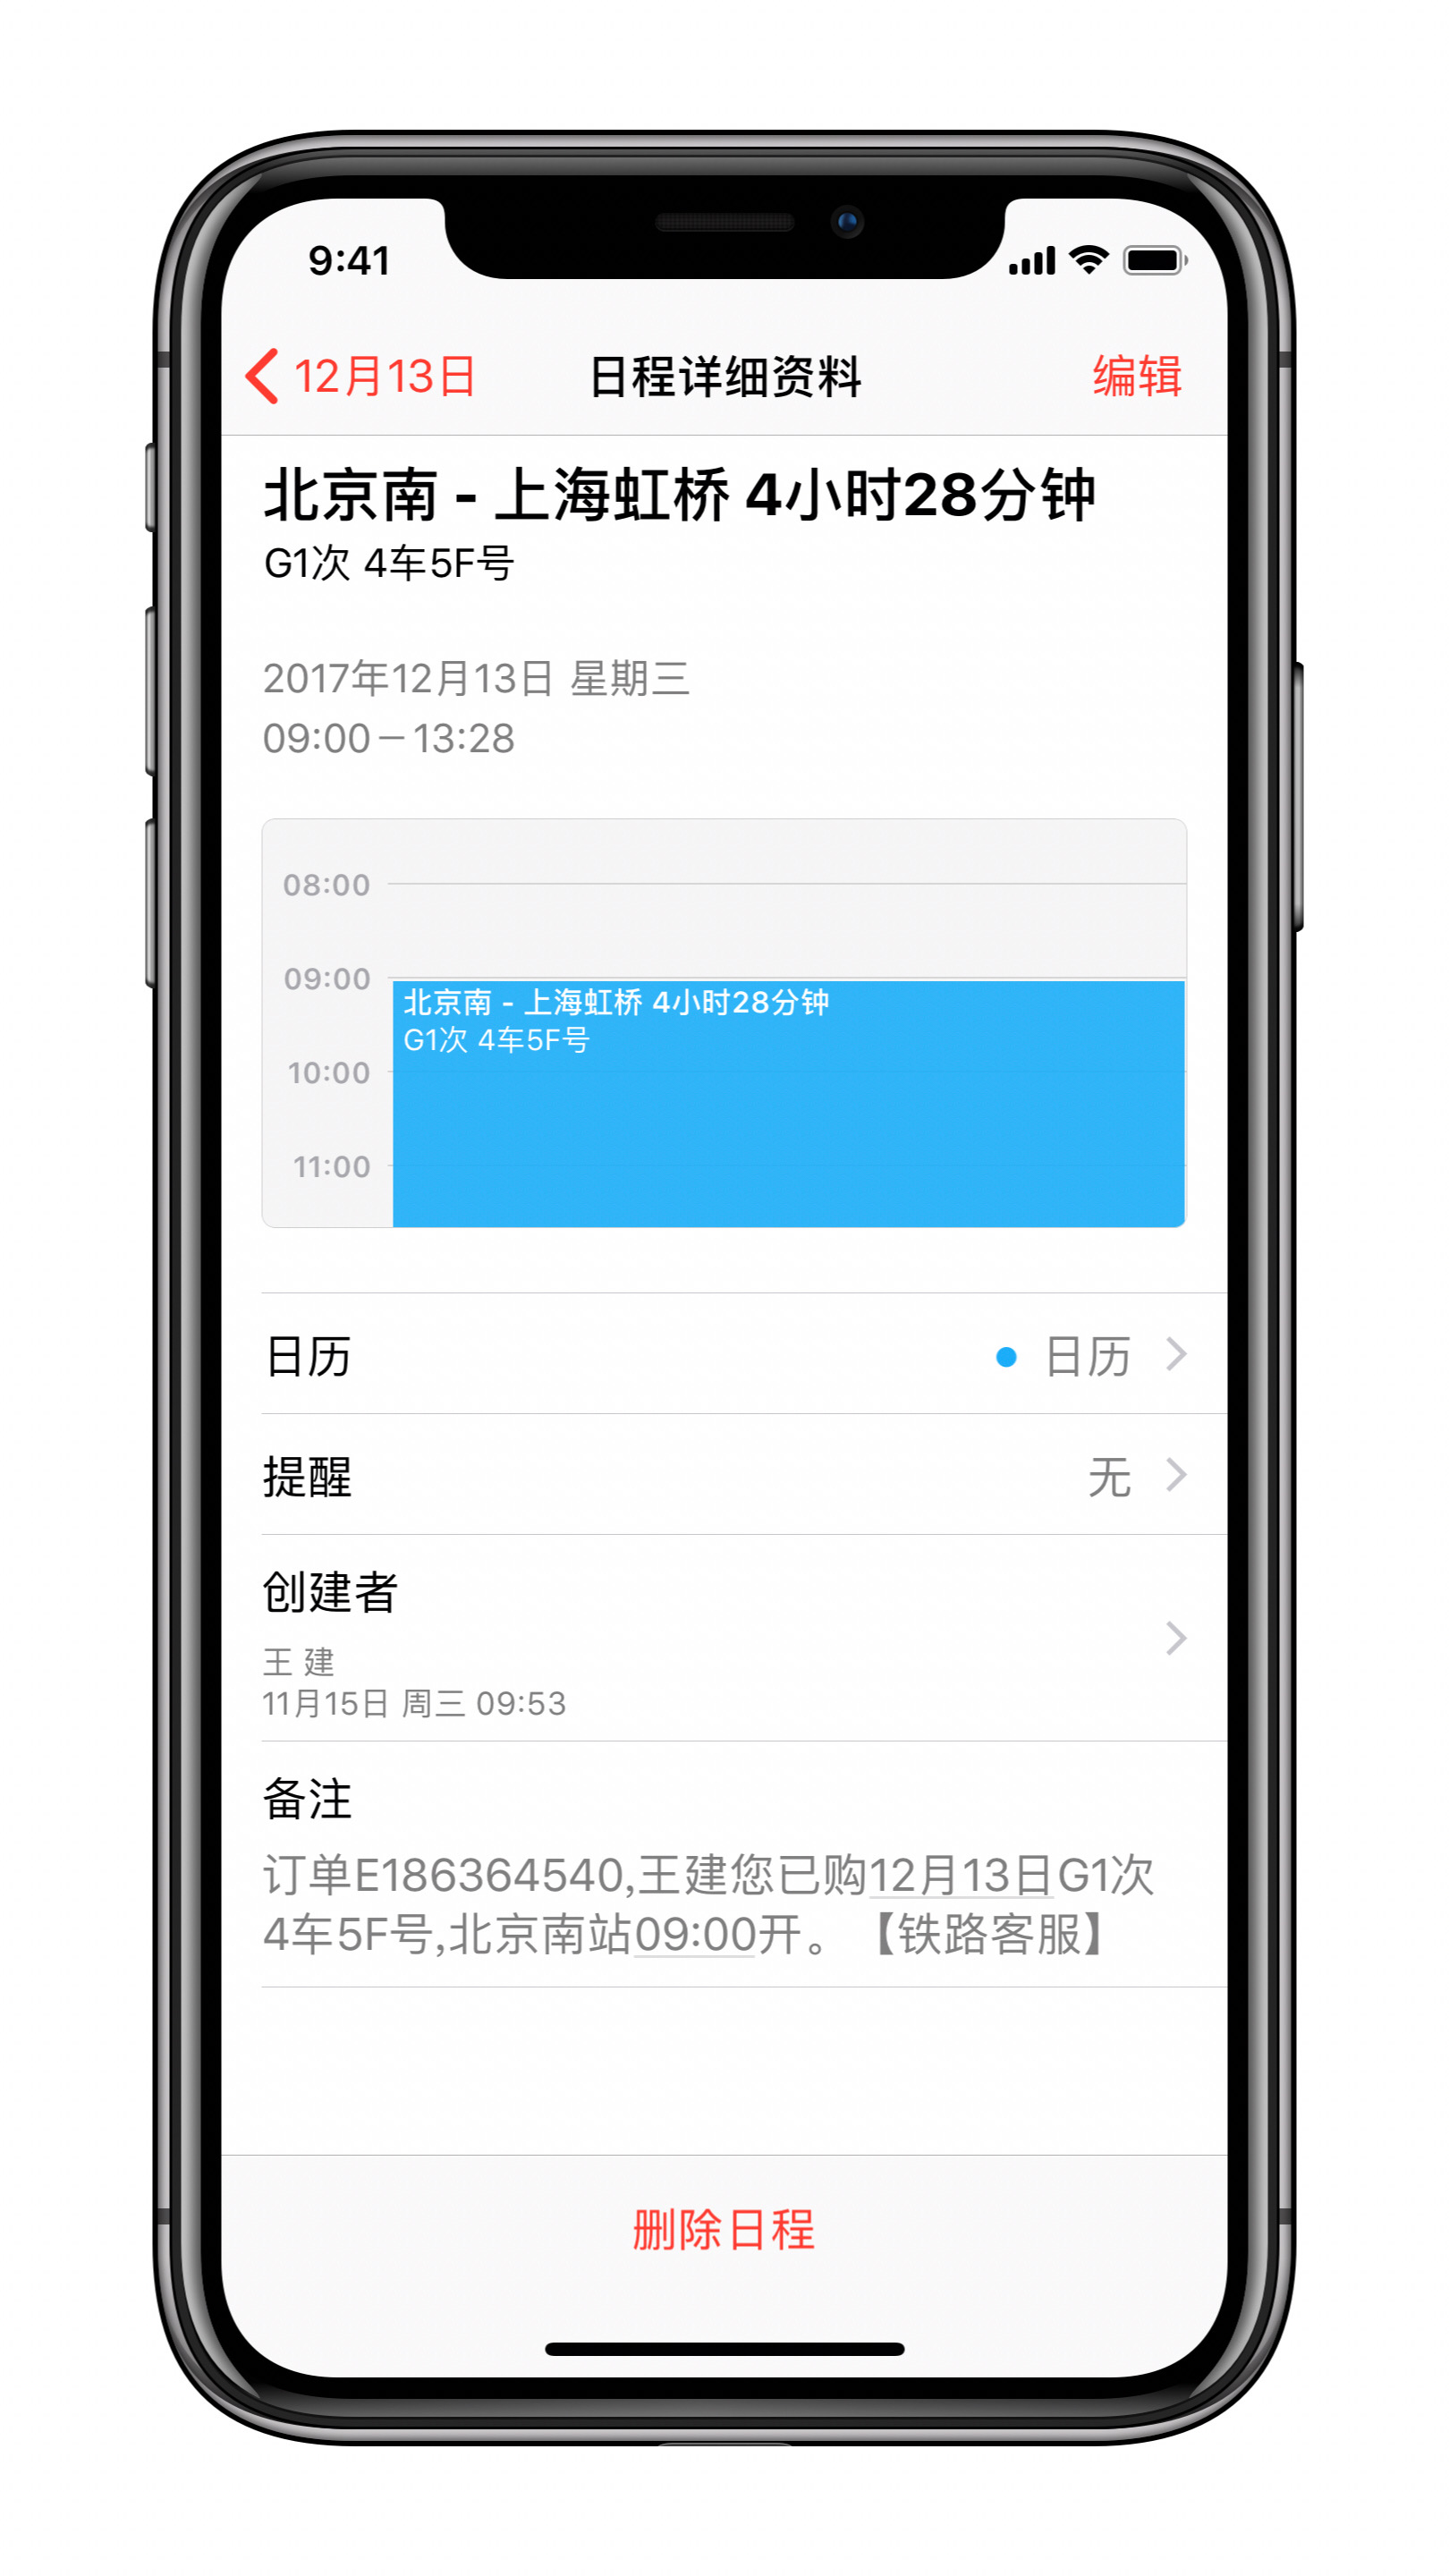 9:41
12月13日 日程详细资料 编辑
北京南 - 上海虹桥 4小时28分钟
G1次 4车5F号
2017年12月13日 星期三
09:00 – 13:28
08:00
09:00
北京南 - 上海虹桥 4小时28分钟
G1次 4车5F号
10:00
11:00
日历 日历
提醒 无
创建者
王 建
11月15日 周三 09:53
备注
订单E186364540,王建您已购12月13日G1次
4车5F号,北京南站09:00开。【铁路客服】
删除日程